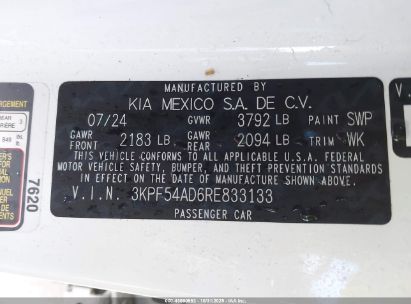 MANUFACTURED BY
KIA MEXICO S.A. DE C.V.
07/24 GVWR 3792 LB PAINT SWP
GAWR FRONT 2183 LB GAWR REAR 2094 LB TRIM WK
THIS VEHICLE CONFORMS TO ALL APPLICABLE U.S.A. FEDERAL
MOTOR VEHICLE SAFETY, BUMPER, AND THEFT PREVENTION
STANDARDS IN EFFECT ON THE DATE OF MANUFACTURE
SHOWN ABOVE.
V.I.N. 3KPF54AD6RE833133
PASSENGER CAR
7620